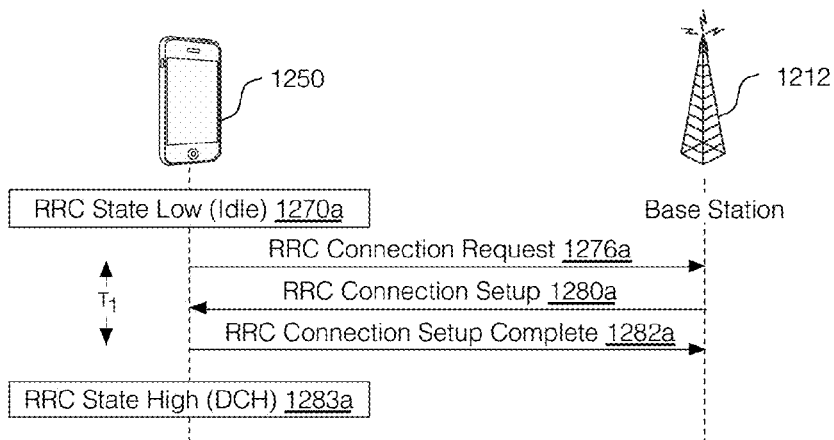 1250
1212
RRC State Low (Idle) 1270a
Base Station
RRC Connection Request 1276a
T1
RRC Connection Setup 1280a
RRC Connection Setup Complete 1282a
RRC State High (DCH) 1283a